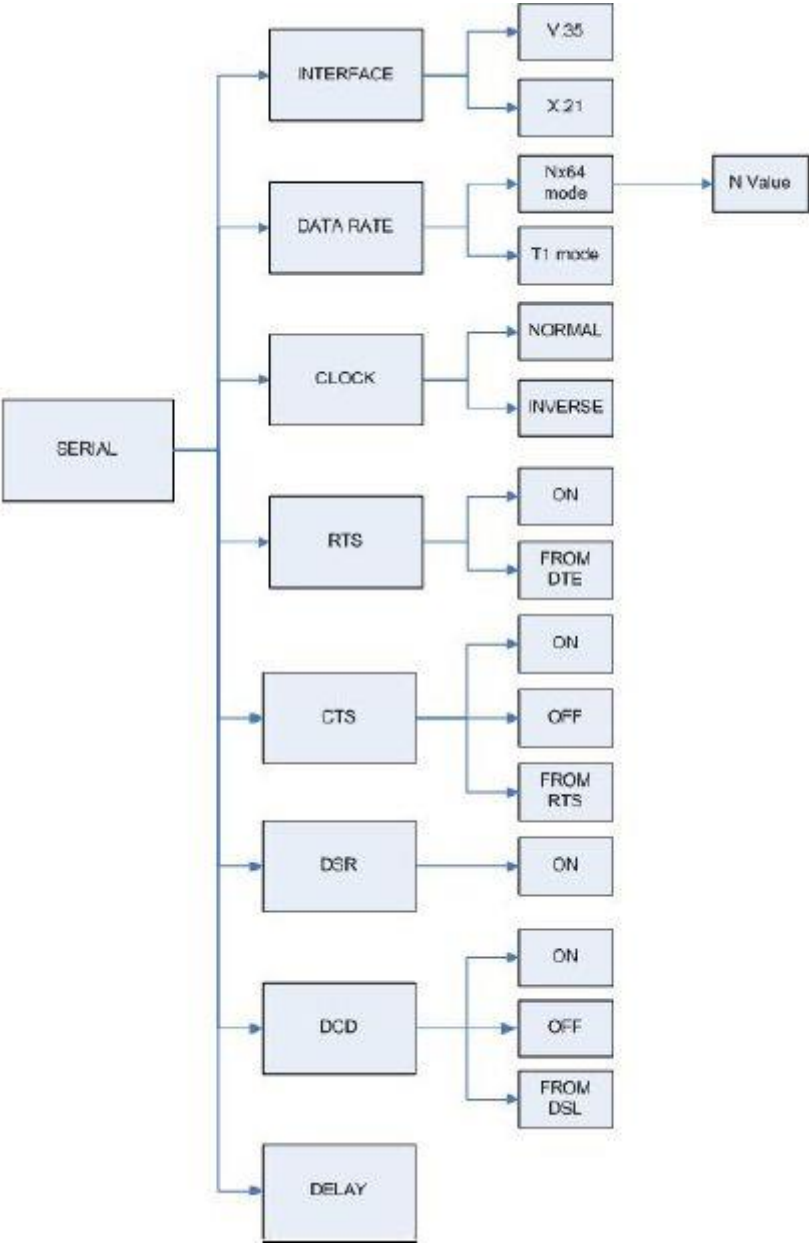 V.35
INTERFACE
X.21
Nx64
mode
N Value
DATA RATE
T1 mode
NORMAL
CLOCK
INVERSE
SERIAL
ON
RTS
FROM
DTE
ON
CTS
OFF
FROM
RTS
DSR
ON
ON
DCD
OFF
FROM
DSL
DELAY